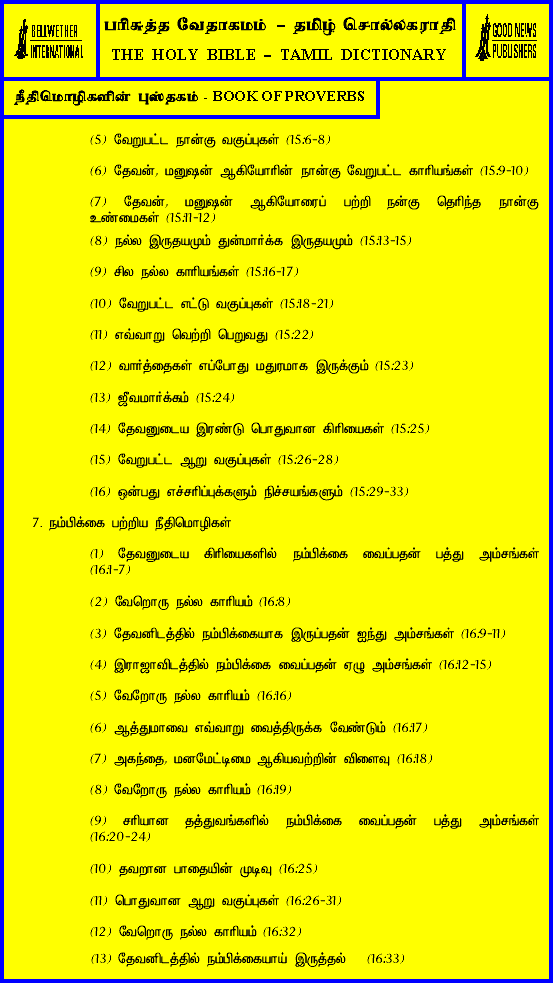 BELLWETHER
INTERNATIONAL
பரிசுத்த வேதாகமம் – தமிழ் சொல்லகராதி
THE HOLY BIBLE – TAMIL DICTIONARY
GOOD NEWS
PUBLISHERS
நீதிமொழிகளின் புஸ்தகம் - BOOK OF PROVERBS
(5) வேறுபட்ட நான்கு வகுப்புகள் (15:6-8)
(6) தேவன், மனுஷன் ஆகியோரின் நான்கு வேறுபட்ட காரியங்கள் (15:9-10)
(7) தேவன், மனுஷன் ஆகியோரைப் பற்றி நன்கு தெரிந்த நான்கு
உண்மைகள் (15:11-12)
(8) நல்ல இருதயமும் துன்மார்க்க இருதயமும் (15:13-15)
(9) சில நல்ல காரியங்கள் (15:16-17)
(10) வேறுபட்ட எட்டு வகுப்புகள் (15:18-21)
(11) எவ்வாறு வெற்றி பெறுவது (15:22)
(12) வார்த்தைகள் எப்போது மதுரமாக இருக்கும் (15:23)
(13) ஜீவமார்க்கம் (15:24)
(14) தேவனுடைய இரண்டு பொதுவான கிரியைகள் (15:25)
(15) வேறுபட்ட ஆறு வகுப்புகள் (15:26-28)
(16) ஒன்பது எச்சரிப்புக்களும் நிச்சயங்களும் (15:29-33)
7. நம்பிக்கை பற்றிய நீதிமொழிகள்
(1) தேவனுடைய கிரியைகளில் நம்பிக்கை வைப்பதன் பத்து அம்சங்கள்
(16:1-7)
(2) வேறொரு நல்ல காரியம் (16:8)
(3) தேவனிடத்தில் நம்பிக்கையாக இருப்பதன் ஐந்து அம்சங்கள் (16:9-11)
(4) இராஜாவிடத்தில் நம்பிக்கை வைப்பதன் ஏழு அம்சங்கள் (16:12-15)
(5) வேறோரு நல்ல காரியம் (16:16)
(6) ஆத்துமாவை எவ்வாறு வைத்திருக்க வேண்டும் (16:17)
(7) அகந்தை, மனமேட்டிமை ஆகியவற்றின் விளைவு (16:18)
(8) வேறோரு நல்ல காரியம் (16:19)
(9) சரியான தத்துவங்களில் நம்பிக்கை வைப்பதன் பத்து அம்சங்கள்
(16:20-24)
(10) தவறான பாதையின் முடிவு (16:25)
(11) பொதுவான ஆறு வகுப்புகள் (16:26-31)
(12) வேறொரு நல்ல காரியம் (16:32)
(13) தேவனிடத்தில் நம்பிக்கையாய் இருத்தல் (16:33)